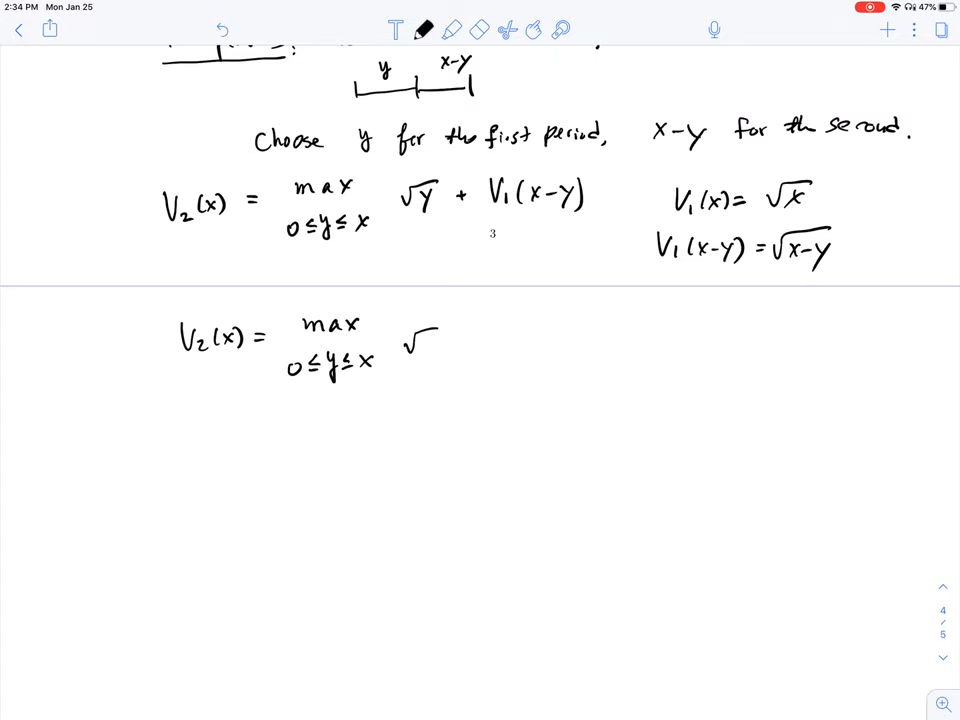 2:34 PM Mon Jan 25
47%
y x-y
Choose y for the first period, x-y for the second.
V₂(x) = max √y + V₁(x-y) V₁(x) = √x
0≤y≤x
V₁(x-y) = √x-y
3
V₂(x) = max √
0≤y≤x
4
/
5